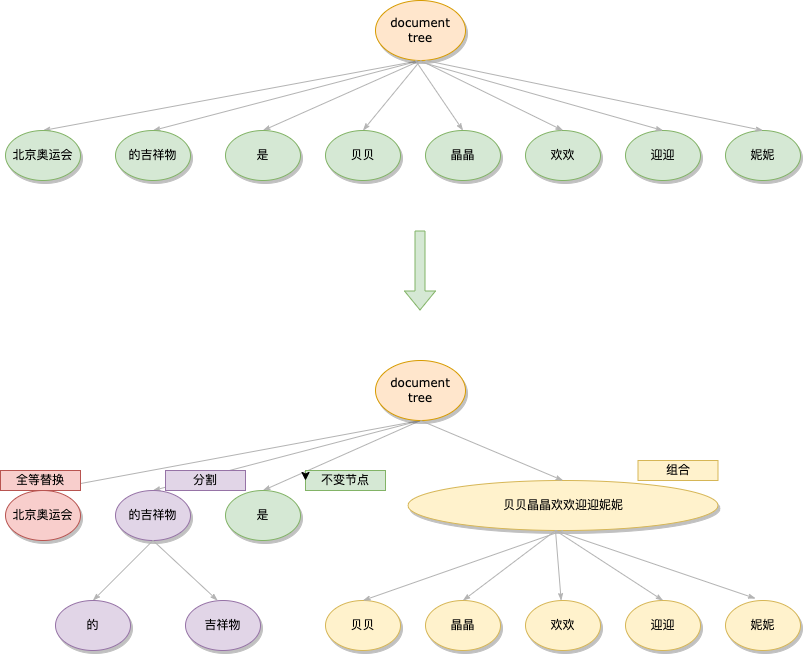 document
tree
北京奥运会
的吉祥物
是
贝贝
晶晶
欢欢
迎迎
妮妮
document
tree
全等替换
分割
不变节点
组合
北京奥运会
的吉祥物
是
贝贝晶晶欢欢迎迎妮妮
的
吉祥物
贝贝
晶晶
欢欢
迎迎
妮妮